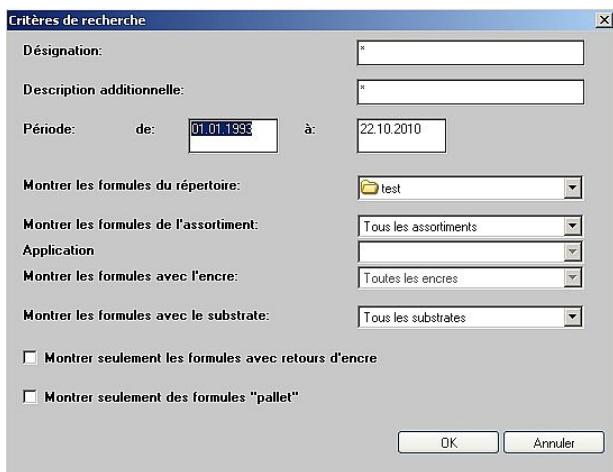 Critères de recherche
Désignation: *
Description additionnelle: *
Période: de: 01.01.1993 à: 22.10.2010
Montrer les formules du répertoire: test
Montrer les formules de l'assortiment: Tous les assortiments
Application
Montrer les formules avec l'encre: Toutes les encres
Montrer les formules avec le substrate: Tous les substrates
Montrer seulement les formules avec retours d'encre
Montrer seulement des formules "pallet"
OK Annuler